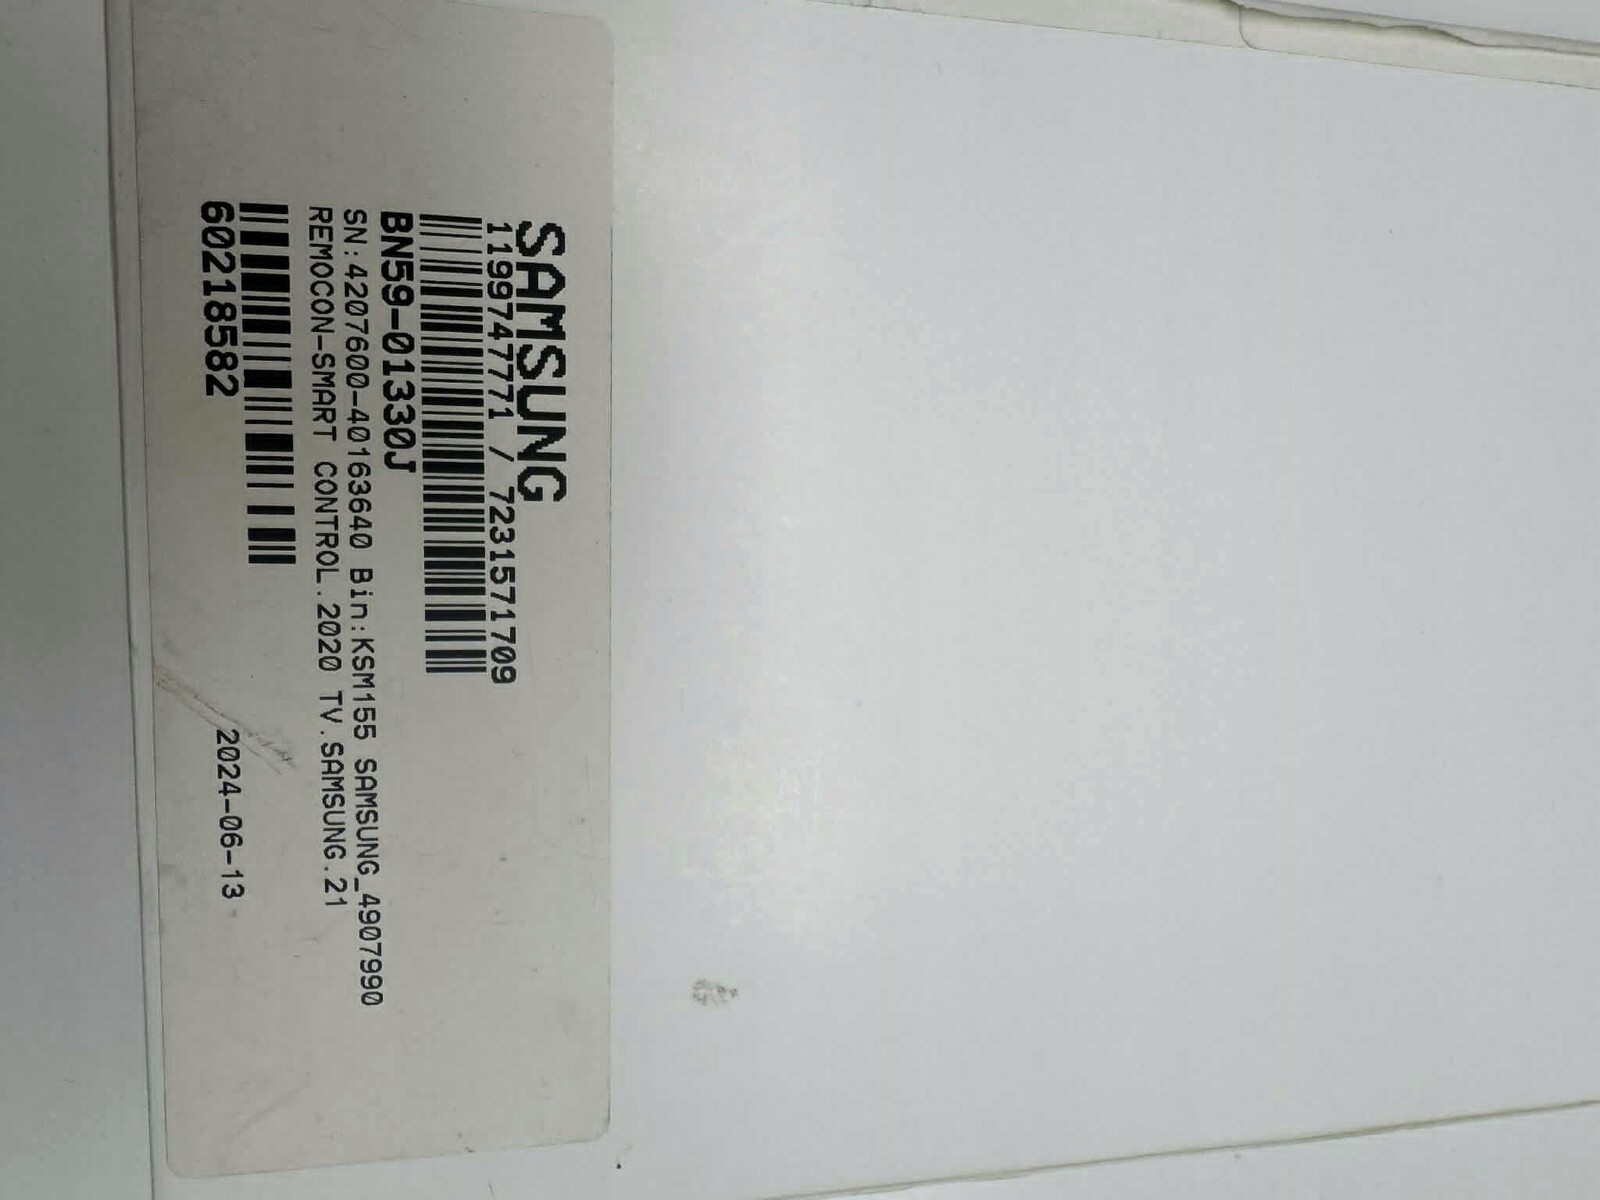 SAMSUNG
1199747771 / 7231571709
BN59-01330J
SN:4207600-40163640 Bin:KSM155 SAMSUNG_4907990
REMOCON-SMART CONTROL.2020 TV.SAMSUNG.21
60218582 2024-06-13